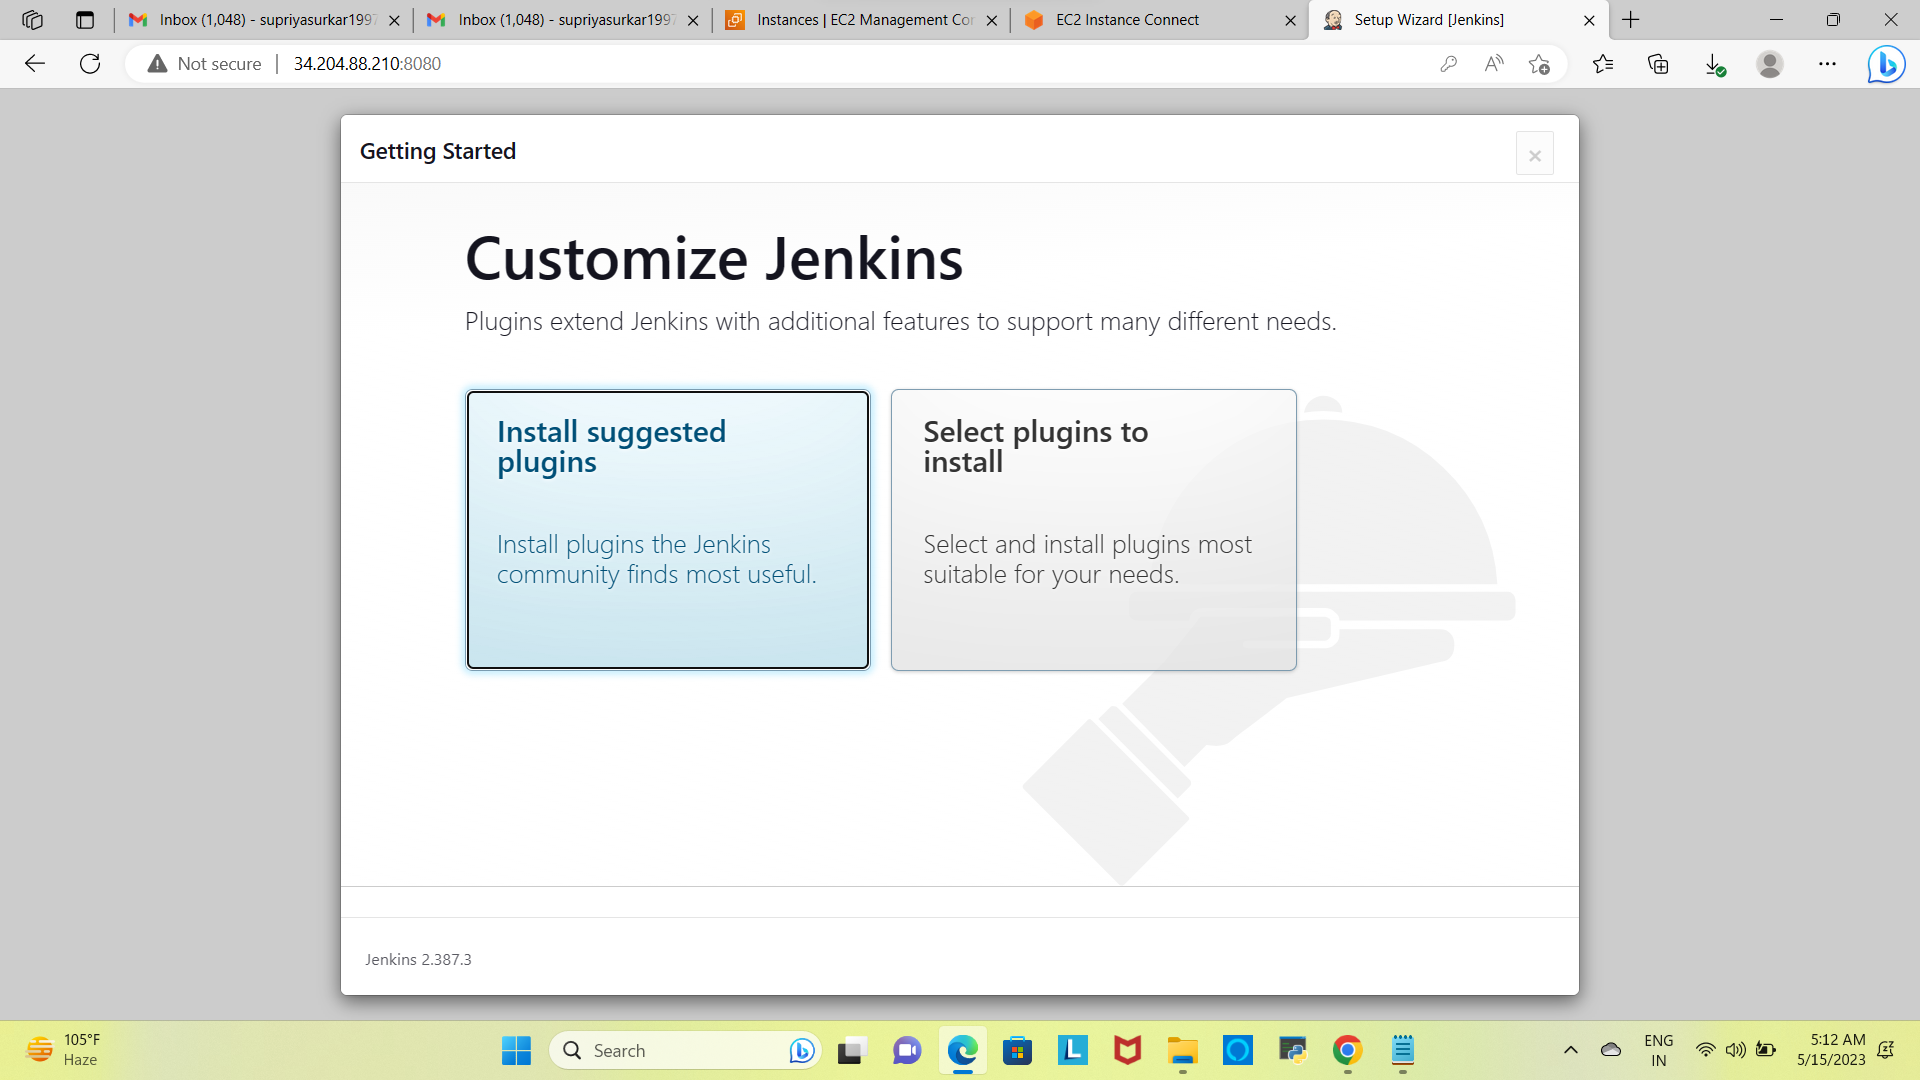 Inbox (1,048) - supriyasurkar1997
Inbox (1,048) - supriyasurkar1997
Instances | EC2 Management Cor
EC2 Instance Connect
Setup Wizard [Jenkins]
Not secure
34.204.88.210:8080
Getting Started
×
Customize Jenkins
Plugins extend Jenkins with additional features to support many different needs.
Install suggested
plugins
Install plugins the Jenkins
community finds most useful.
Select plugins to
install
Select and install plugins most
suitable for your needs.
Jenkins 2.387.3
105°F
Haze
Search
ENG
IN
5:12 AM
5/15/2023